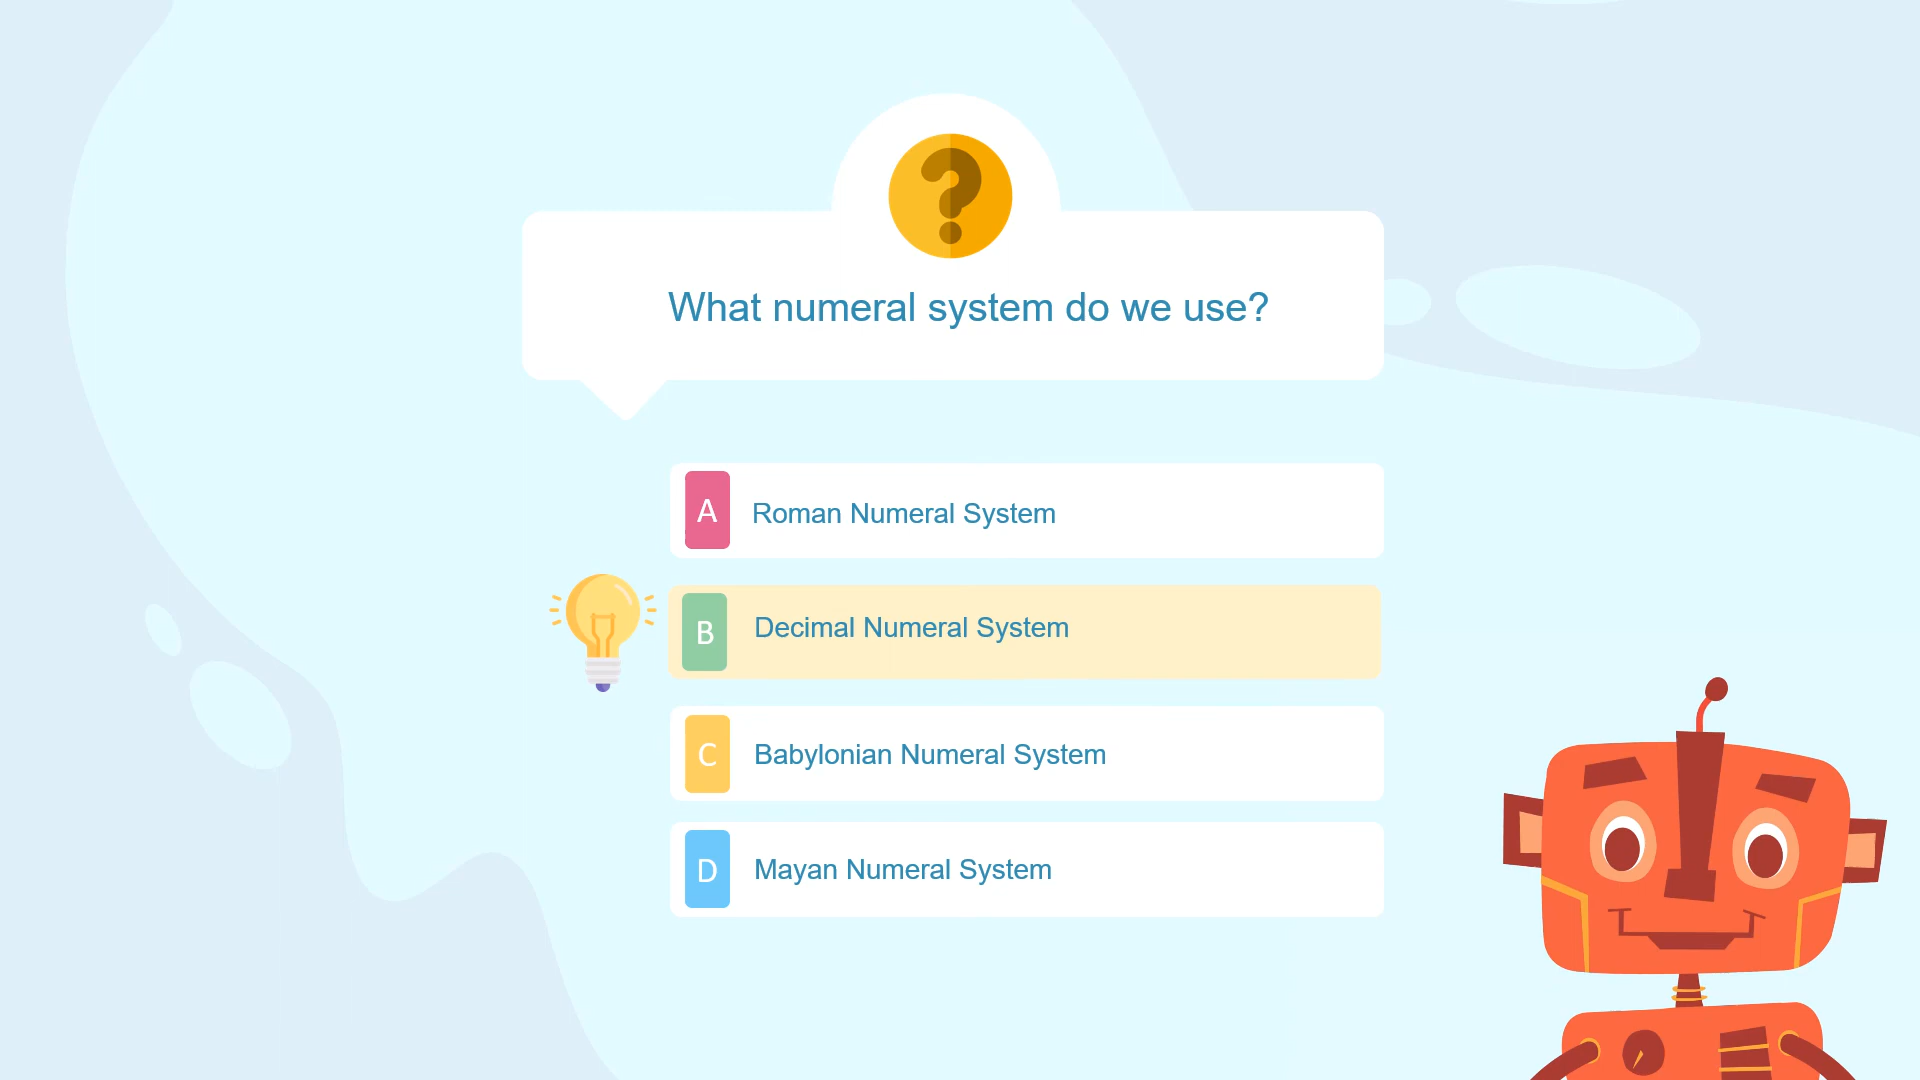 What numeral system do we use?
A Roman Numeral System
B Decimal Numeral System
C Babylonian Numeral System
D Mayan Numeral System